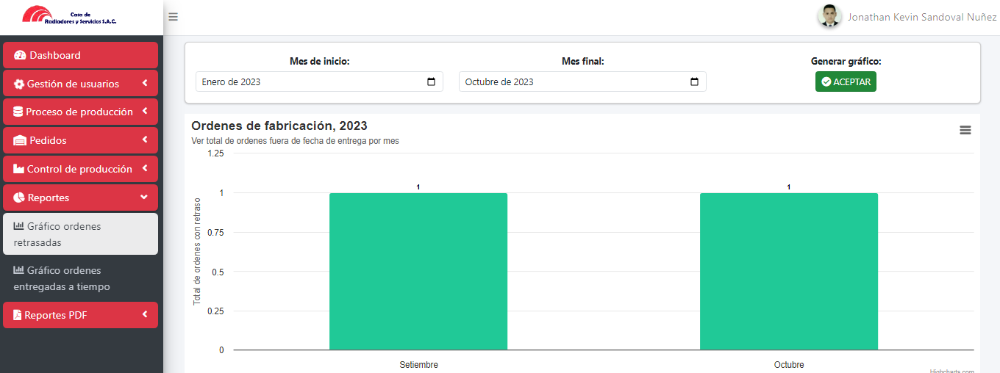 Casa de
Radiadores y Servicios S.A.C.
Jonathan Kevin Sandoval Nuñez
Dashboard
Gestión de usuarios
Proceso de producción
Pedidos
Control de producción
Reportes
Gráfico ordenes
retrasadas
Gráfico ordenes
entregadas a tiempo
Reportes PDF
Mes de inicio:
Enero de 2023
Mes final:
Octubre de 2023
Generar gráfico:
ACEPTAR
Ordenes de fabricación, 2023
Ver total de ordenes fuera de fecha de entrega por mes
Total de ordenes con retraso
1.25
1
0.75
0.5
0.25
0
1
1
Setiembre
Octubre
Highcharts.com